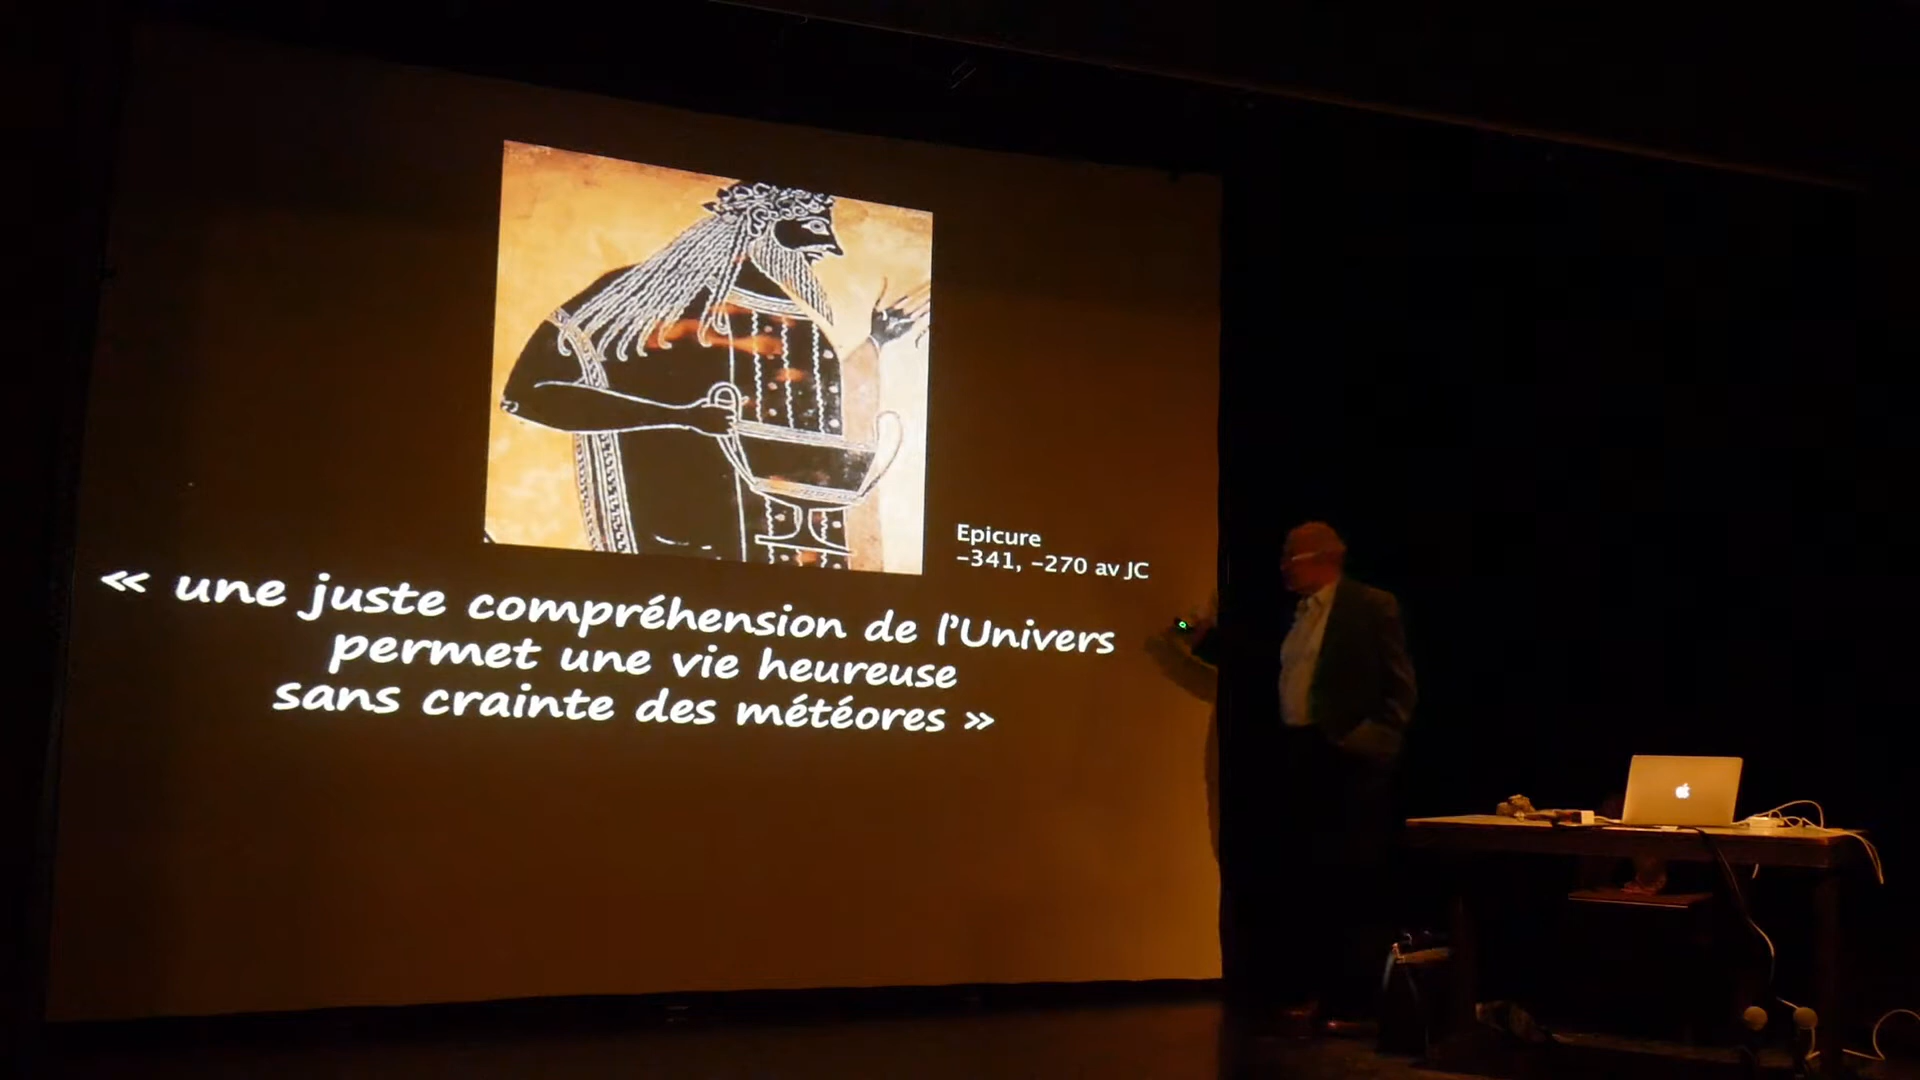 Epicure
-341, -270 av JC
« une juste compréhension de l'Univers
permet une vie heureuse
sans crainte des météores »